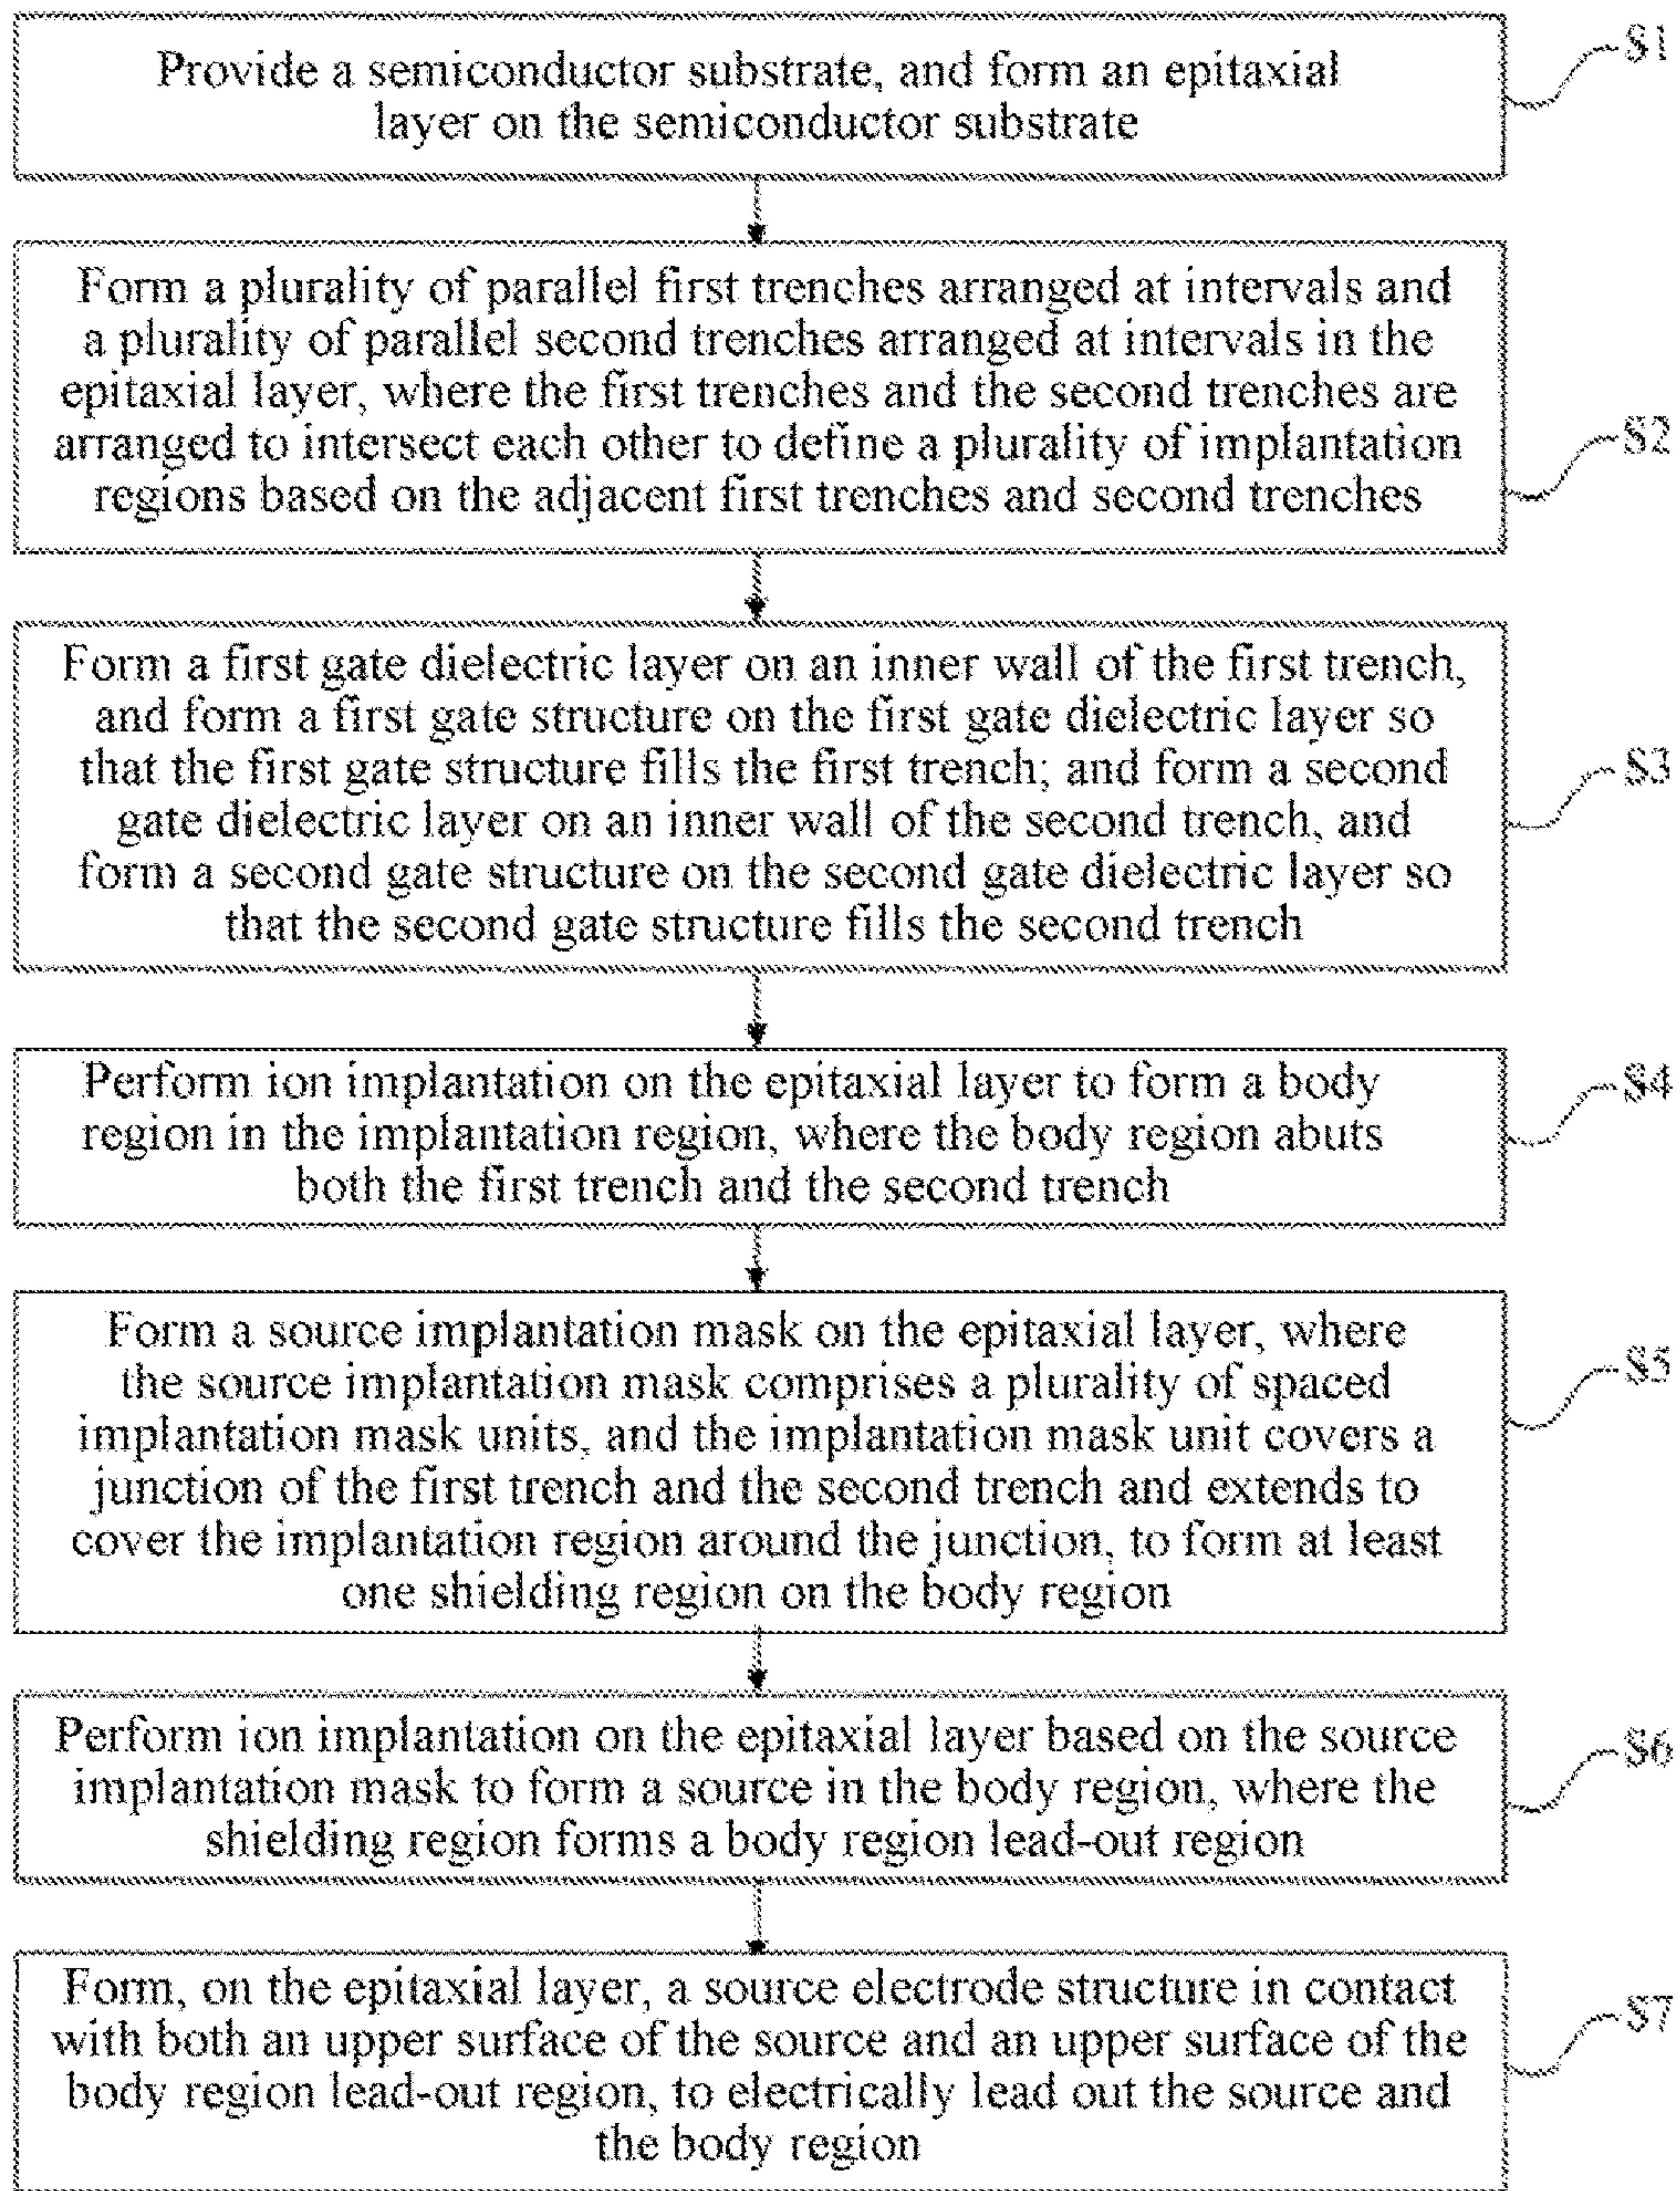 Provide a semiconductor substrate, and form an epitaxial
layer on the semiconductor substrate
S1
Form a plurality of parallel first trenches arranged at intervals and
a plurality of parallel second trenches arranged at intervals in the
epitaxial layer, where the first trenches and the second trenches are
arranged to intersect each other to define a plurality of implantation
regions based on the adjacent first trenches and second trenches
S2
Form a first gate dielectric layer on an inner wall of the first trench,
and form a first gate structure on the first gate dielectric layer so
that the first gate structure fills the first trench; and form a second
gate dielectric layer on an inner wall of the second trench, and
form a second gate structure on the second gate dielectric layer so
that the second gate structure fills the second trench
S3
Perform ion implantation on the epitaxial layer to form a body
region in the implantation region, where the body region abuts
both the first trench and the second trench
S4
Form a source implantation mask on the epitaxial layer, where
the source implantation mask comprises a plurality of spaced
implantation mask units, and the implantation mask unit covers a
junction of the first trench and the second trench and extends to
cover the implantation region around the junction, to form at least
one shielding region on the body region
S5
Perform ion implantation on the epitaxial layer based on the source
implantation mask to form a source in the body region, where the
shielding region forms a body region lead-out region
S6
Form, on the epitaxial layer, a source electrode structure in contact
with both an upper surface of the source and an upper surface of the
body region lead-out region, to electrically lead out the source and
the body region
S7